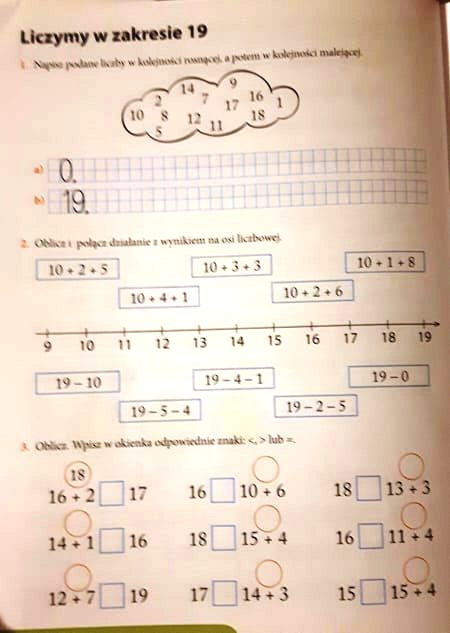 Liczymy w zakresie 19
1. Napisz podane liczby w kolejności rosnącej, a potem w kolejności malejącej.
14 9
2 7 16 1
10 8 12 17 18
5 11
a) 0,
b) 19,
2. Oblicz i połącz działanie z wynikiem na osi liczbowej.
10 + 2 + 5 10 + 3 + 3 10 + 1 + 8
10 + 4 + 1 10 + 2 + 6
9 10 11 12 13 14 15 16 17 18 19
19 – 10 19 – 4 – 1 19 – 0
19 – 5 – 4 19 – 2 – 5
3. Oblicz. Wpisz w okienka odpowiednie znaki: <, > lub =.
18
16 + 2 17 16 10 + 6 18 13 + 3
14 + 1 16 18 15 + 4 16 11 + 4
12 + 7 19 17 14 + 3 15 15 + 4